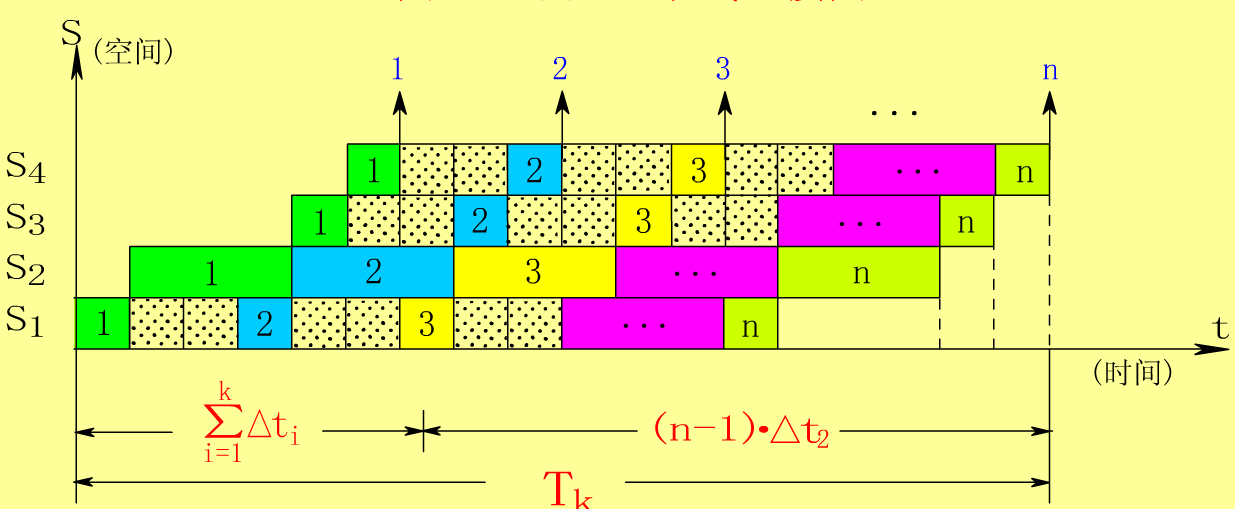 S (空间)
1 2 3 n
...
S4 1 2 3 ... n
S3 1 2 3 ... n
S2 1 2 3 ... n
S1 1 2 3 ... n
t
(时间)
k
∑ △ti
i=1
(n-1)•△t2
Tk